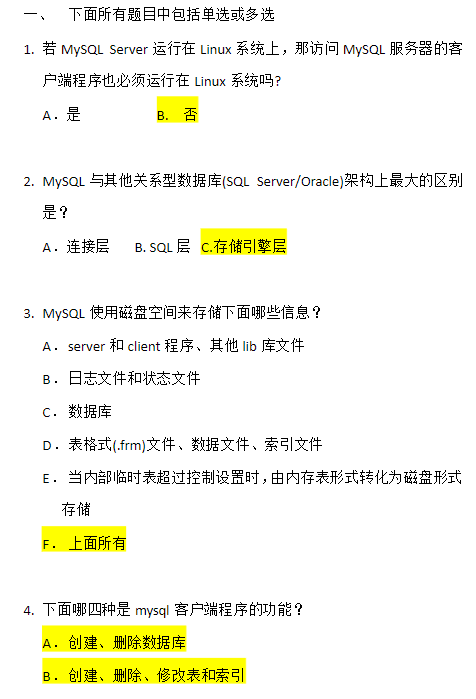 一、 下面所有题目中包括单选或多选
1. 若 MySQL Server 运行在 Linux 系统上，那访问 MySQL 服务器的客
户端程序也必须运行在 Linux 系统吗?
A．是 B． 否
2. MySQL 与其他关系型数据库(SQL Server/Oracle)架构上最大的区别
是？
A．连接层 B. SQL 层 C.存储引擎层
3. MySQL 使用磁盘空间来存储下面哪些信息？
A．server 和 client 程序、其他 lib 库文件
B．日志文件和状态文件
C．数据库
D．表格式(.frm)文件、数据文件、索引文件
E．当内部临时表超过控制设置时，由内存表形式转化为磁盘形式
存储
F．上面所有
4. 下面哪四种是 mysql 客户端程序的功能？
A．创建、删除数据库
B．创建、删除、修改表和索引